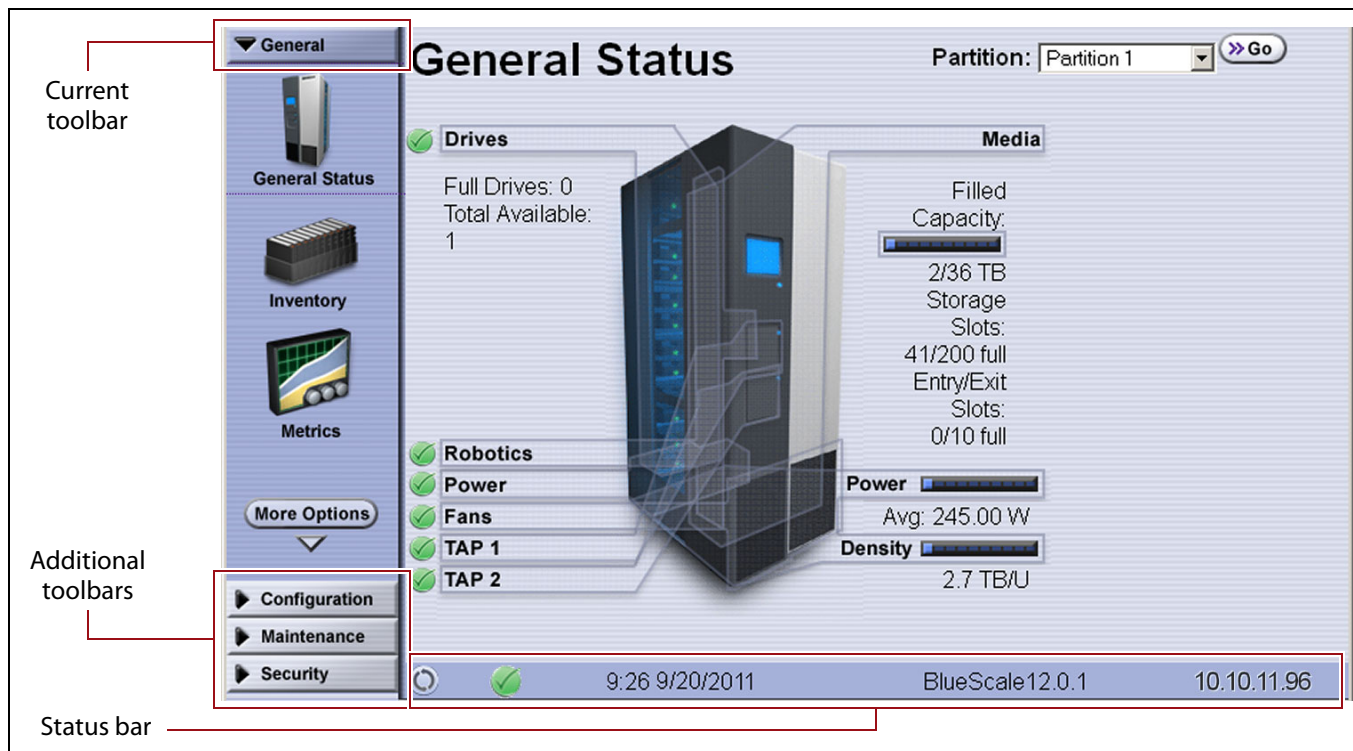 General
General Status
Partition: Partition 1
Go
Current
toolbar
General Status
Inventory
Metrics
More Options
Drives
Full Drives: 0
Total Available:
1
Media
Filled
Capacity:
2/36 TB
Storage
Slots:
41/200 full
Entry/Exit
Slots:
0/10 full
Robotics
Power
Fans
TAP 1
TAP 2
Power
Avg: 245.00 W
Density
2.7 TB/U
Additional
toolbars
Configuration
Maintenance
Security
9:26 9/20/2011 BlueScale12.0.1 10.10.11.96
Status bar